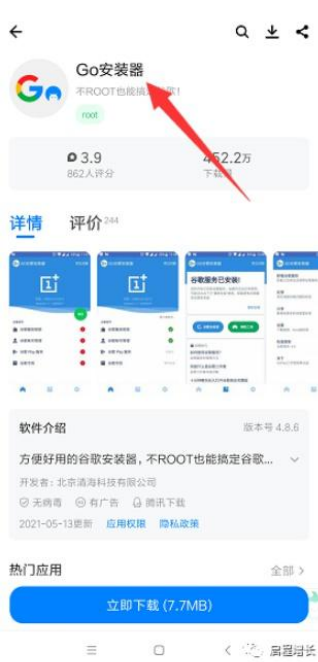 Go安装器
不ROOT也能搞定谷歌!
root
3.9
862人评分
452.2万
详情
评价 244
谷歌服务已安装!
软件介绍
版本号 4.8.6
方便好用的谷歌安装器，不ROOT也能搞定谷歌...
开发者：北京清海科技有限公司
无病毒
有广告
腾讯下载
2021-05-13更新 应用权限 隐私政策
热门应用
全部
立即下载 (7.7MB)
启程增长